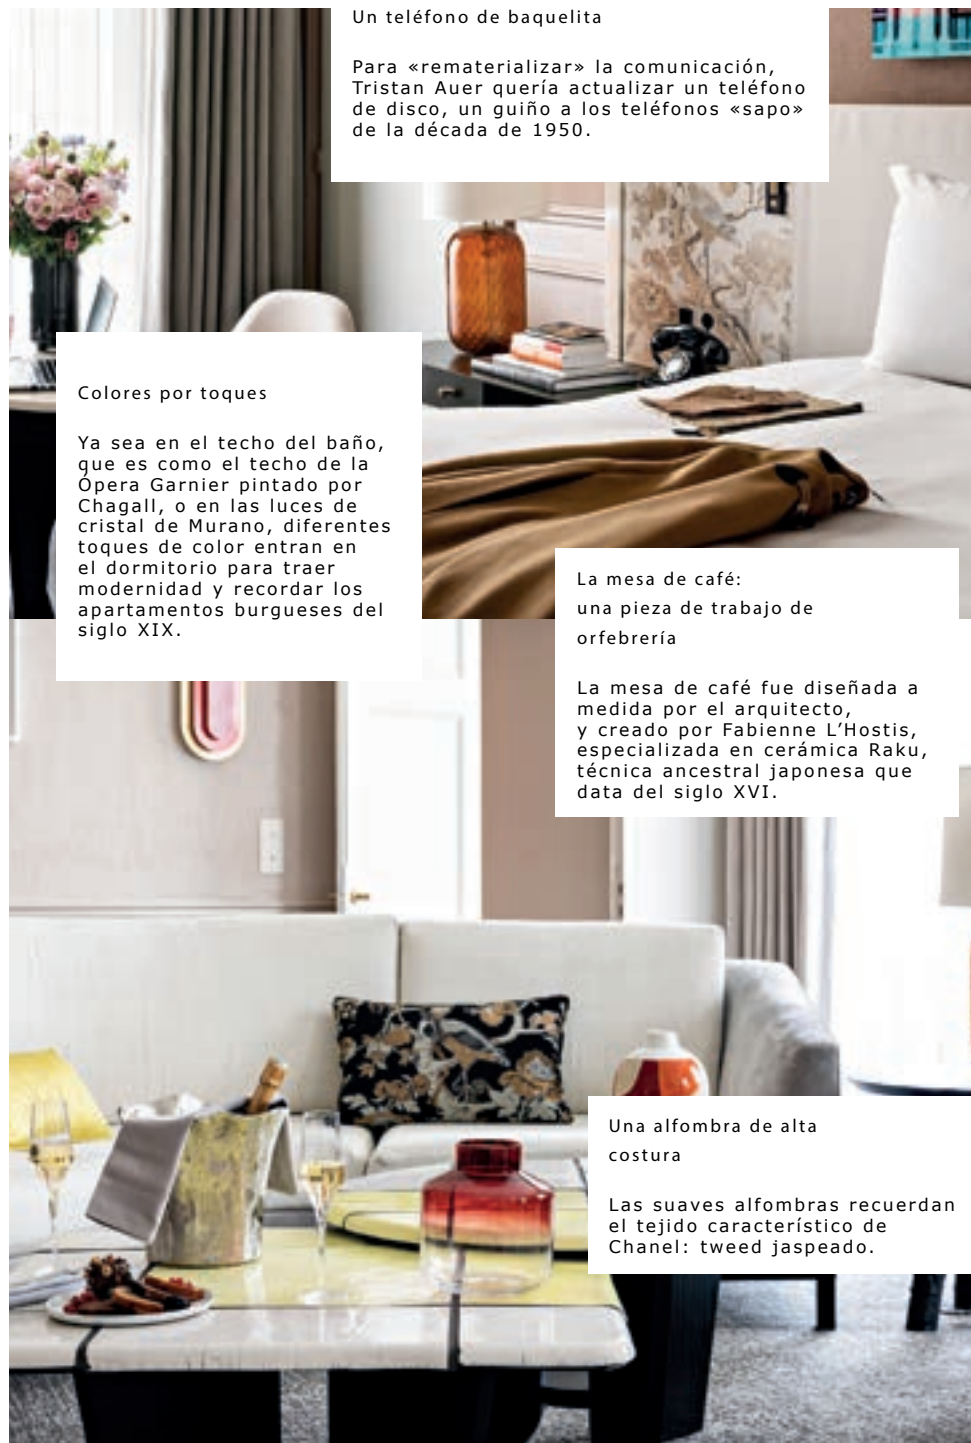 Un teléfono de baquelita
Para «rematerializar» la comunicación,
Tristan Auer quería actualizar un teléfono
de disco, un guiño a los teléfonos «sapo»
de la década de 1950.
Colores por toques
Ya sea en el techo del baño,
que es como el techo de la
Ópera Garnier pintado por
Chagall, o en las luces de
cristal de Murano, diferentes
toques de color entran en
el dormitorio para traer
modernidad y recordar los
apartamentos burgueses del
siglo XIX.
La mesa de café:
una pieza de trabajo de
orfebrería
La mesa de café fue diseñada a
medida por el arquitecto,
y creado por Fabienne L’Hostis,
especializada en cerámica Raku,
técnica ancestral japonesa que
data del siglo XVI.
Una alfombra de alta
costura
Las suaves alfombras recuerdan
el tejido característico de
Chanel: tweed jaspeado.